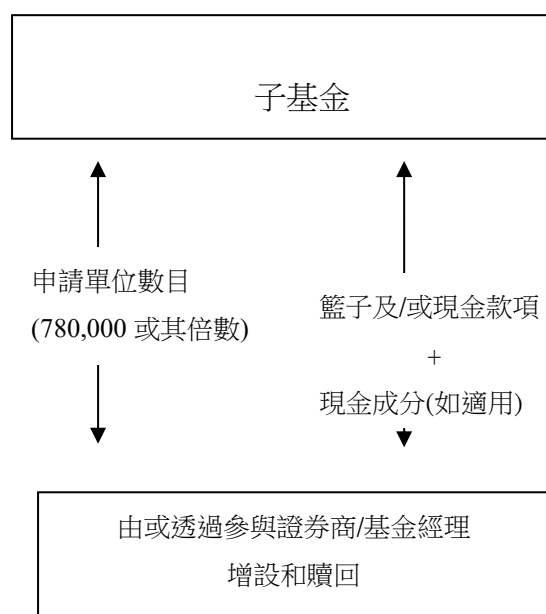 子基金
申請單位數目
(780,000 或其倍數)
籃子及/或現金款項
+
現金成分(如適用)
由或透過參與證券商/基金經理
增設和贖回